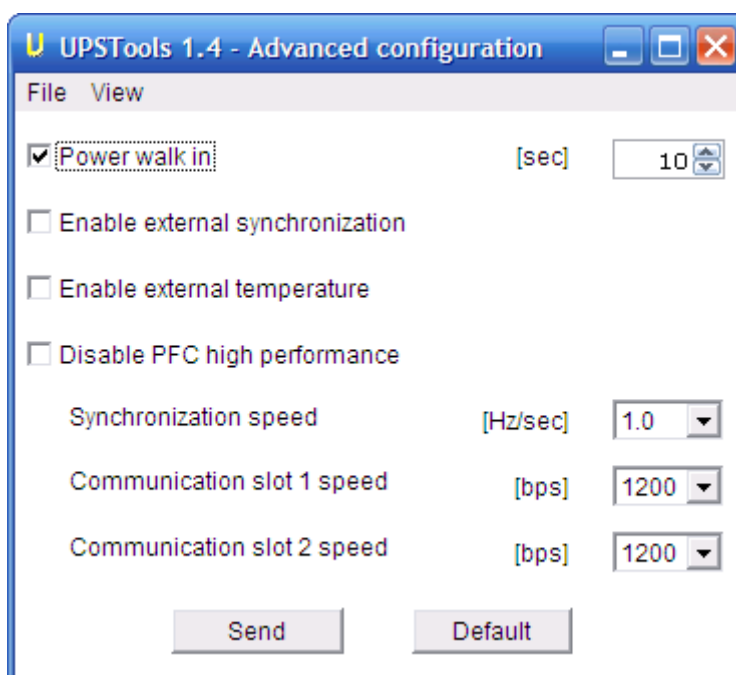 UPSTools 1.4 - Advanced configuration
File View
Power walk in [sec] 10
Enable external synchronization
Enable external temperature
Disable PFC high performance
Synchronization speed [Hz/sec] 1.0
Communication slot 1 speed [bps] 1200
Communication slot 2 speed [bps] 1200
Send Default